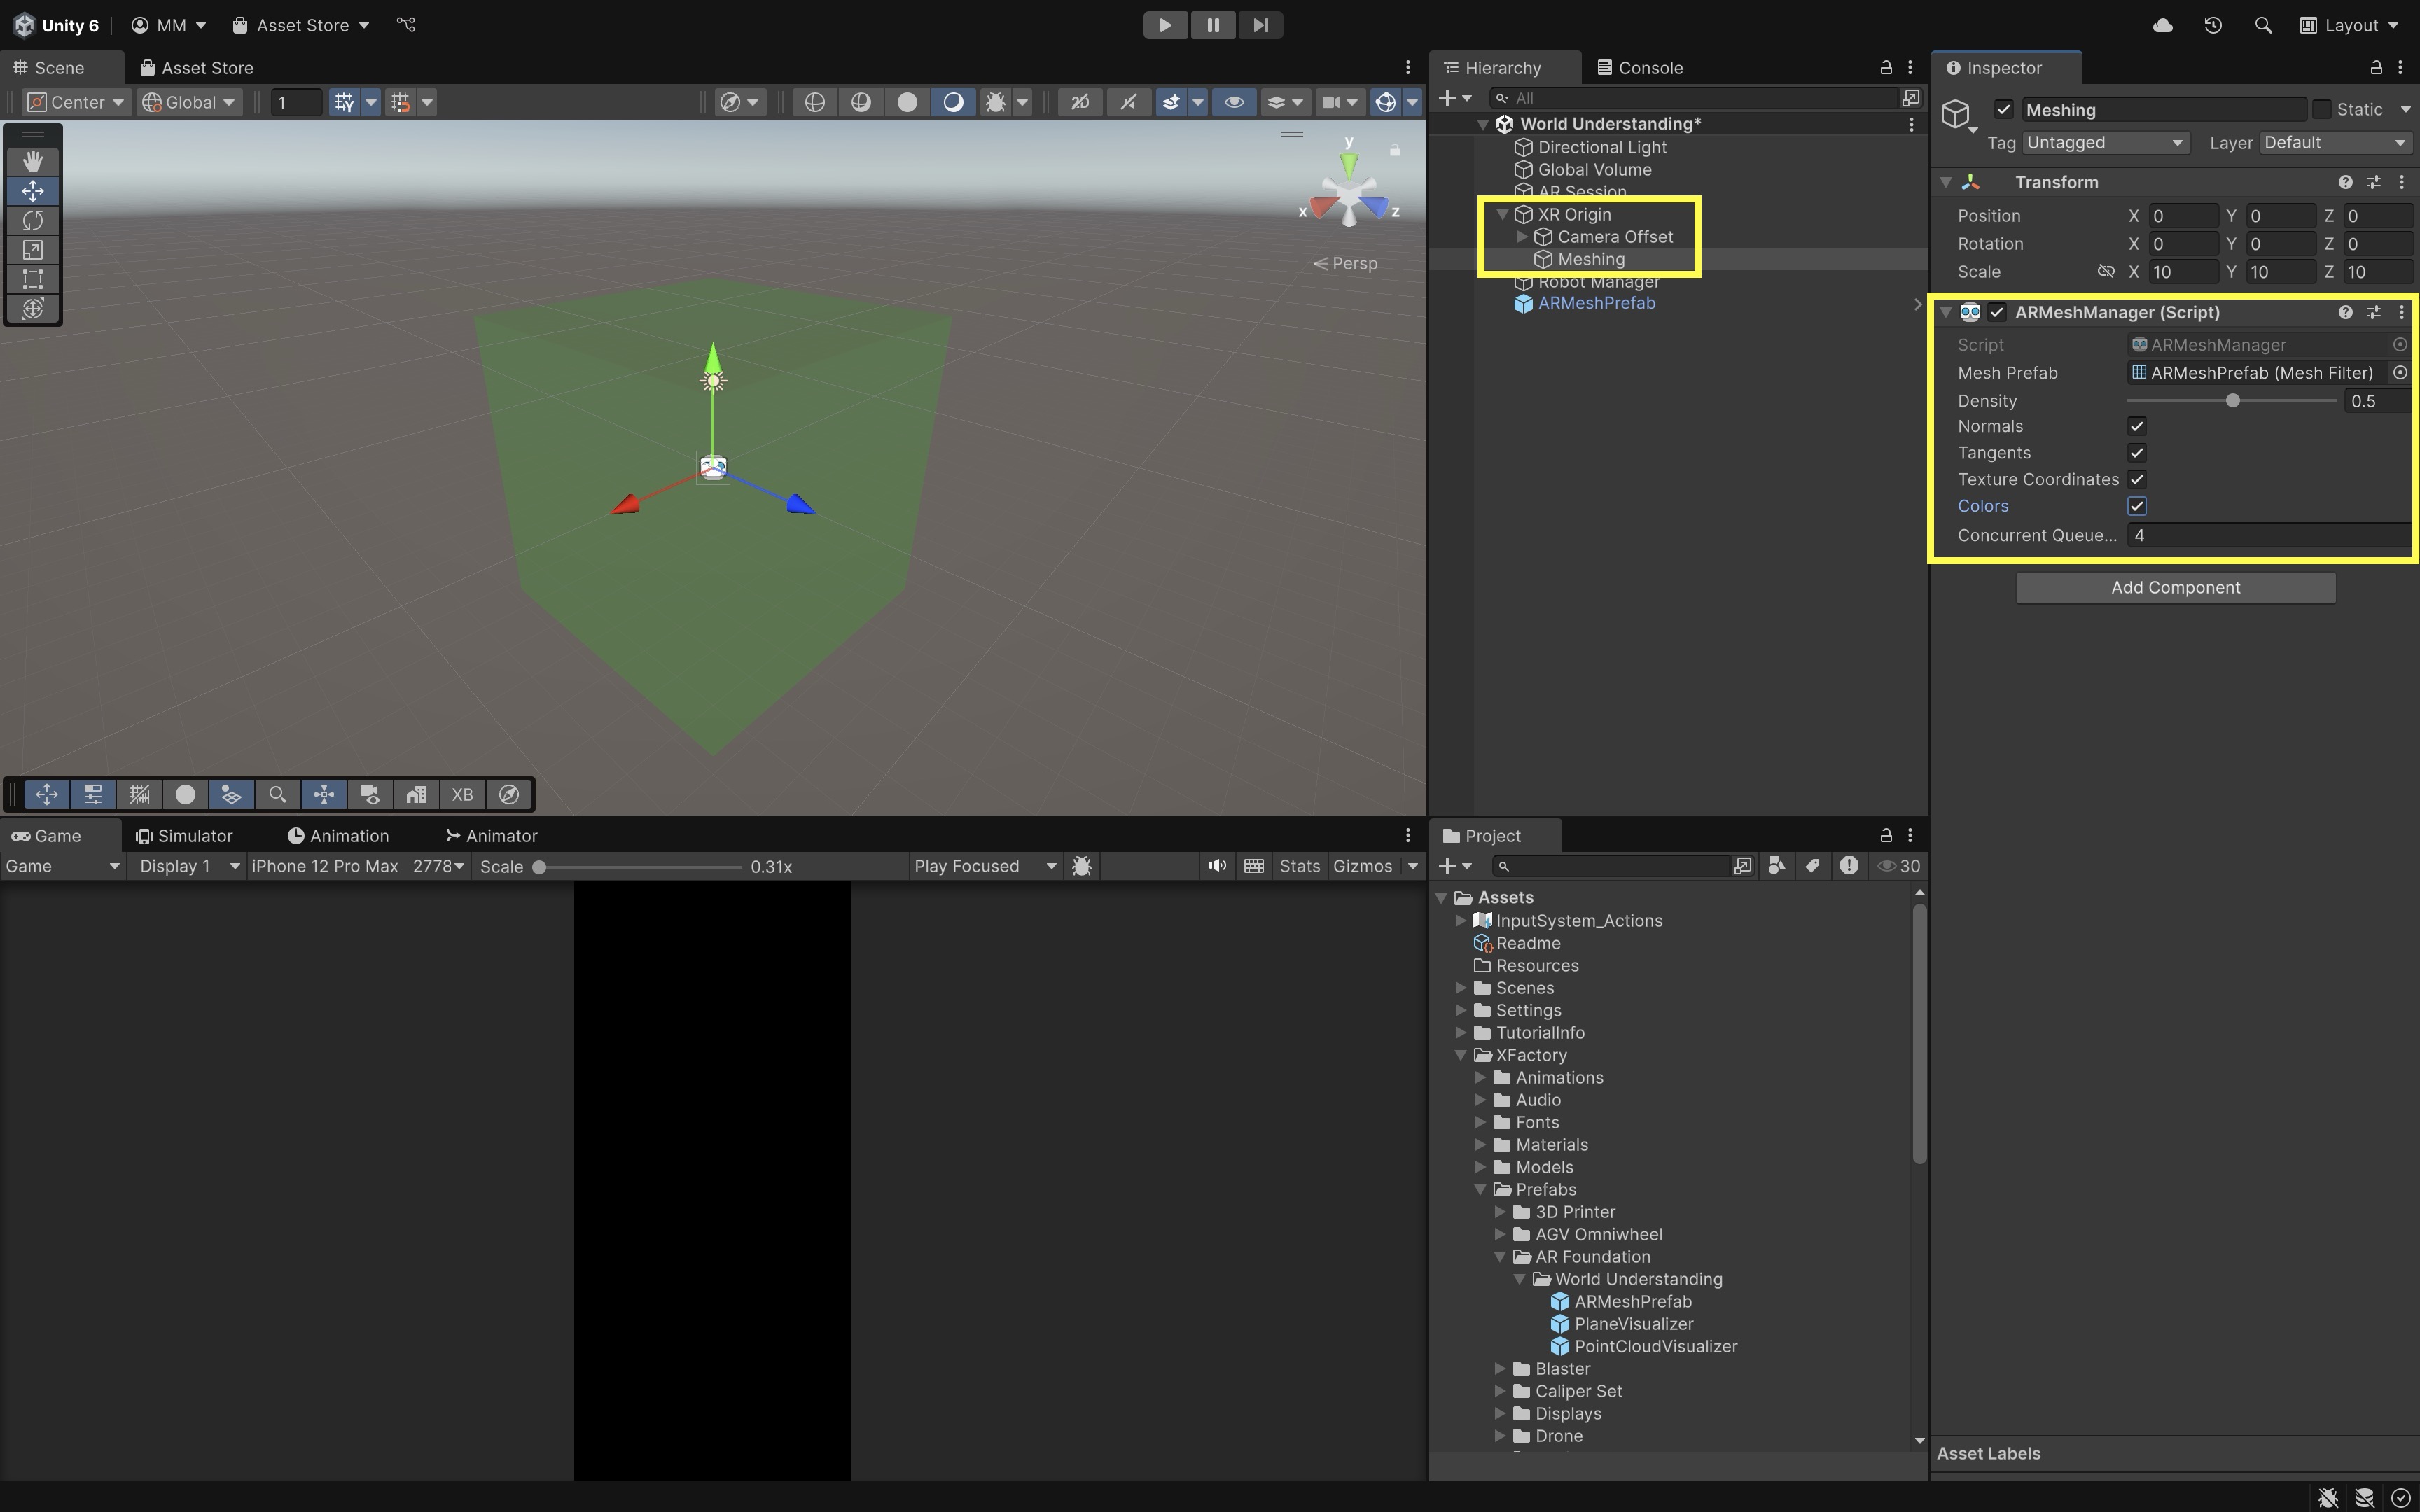 Unity 6 MM Asset Store Layout
Scene Asset Store
Center Global 1 2D
y
x z
Persp
XB
Hierarchy Console
All
World Understanding*
Directional Light
Global Volume
AR Session
XR Origin
Camera Offset
Meshing
Robot Manager
ARMeshPrefab
Inspector
Meshing Static
Tag Untagged Layer Default
Transform
Position X 0 Y 0 Z 0
Rotation X 0 Y 0 Z 0
Scale X 10 Y 10 Z 10
ARMeshManager (Script)
Script ARMeshManager
Mesh Prefab ARMeshPrefab (Mesh Filter)
Density 0.5
Normals
Tangents
Texture Coordinates
Colors
Concurrent Queue... 4
Add Component
Game Simulator Animation Animator
Game Display 1 iPhone 12 Pro Max 2778 Scale 0.31x Play Focused Stats Gizmos
Project
30
Assets
InputSystem_Actions
Readme
Resources
Scenes
Settings
TutorialInfo
XFactory
Animations
Audio
Fonts
Materials
Models
Prefabs
3D Printer
AGV Omniwheel
AR Foundation
World Understanding
ARMeshPrefab
PlaneVisualizer
PointCloudVisualizer
Blaster
Caliper Set
Displays
Drone
Asset Labels